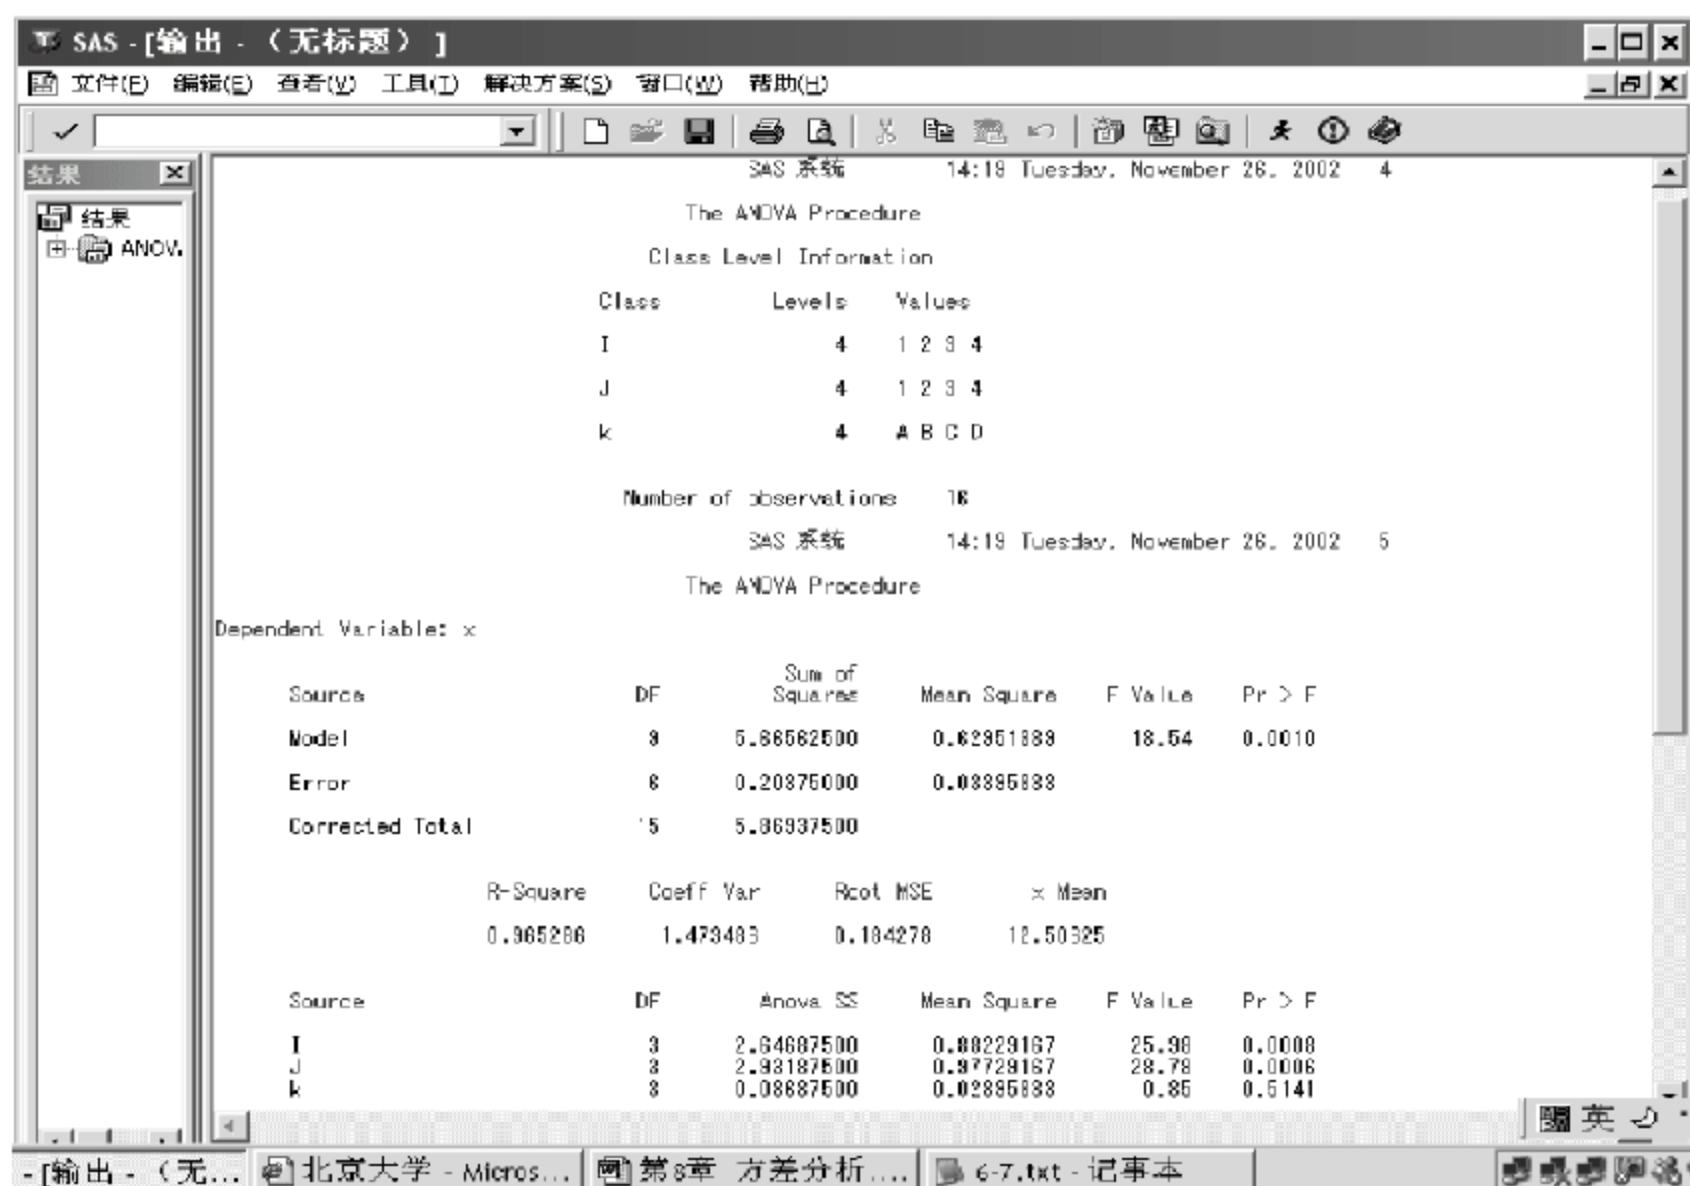 SAS - [输出 - （无标题） ]
文件(F) 编辑(E) 查看(V) 工具(T) 解决方案(S) 窗口(W) 帮助(H)
结果
结果
ANOV
SAS 系统 14:19 Tuesday, November 26, 2002 4
The ANOVA Procedure
Class Level Information
Class Levels Values
I 4 1 2 3 4
J 4 1 2 3 4
k 4 A B C D
Number of observations 16
SAS 系统 14:19 Tuesday, November 26, 2002 5
The ANOVA Procedure
Dependent Variable: x
Sum of
Source DF Squares Mean Square F Value Pr > F
Model 9 5.66562500 0.62951389 18.54 0.0010
Error 6 0.20375000 0.03395833
Corrected Total 15 5.86937500
R-Square Coeff Var Root MSE x Mean
0.965286 1.473483 0.184278 12.50625
Source DF Anova SS Mean Square F Value Pr > F
I 3 2.64687500 0.88229167 25.98 0.0008
J 3 2.93187500 0.97729167 28.78 0.0006
k 3 0.08687500 0.02895833 0.85 0.5141
英
- [输出 - （无... 北京大学 - Micros... 第8章 方差分析.... 6-7.txt - 记事本